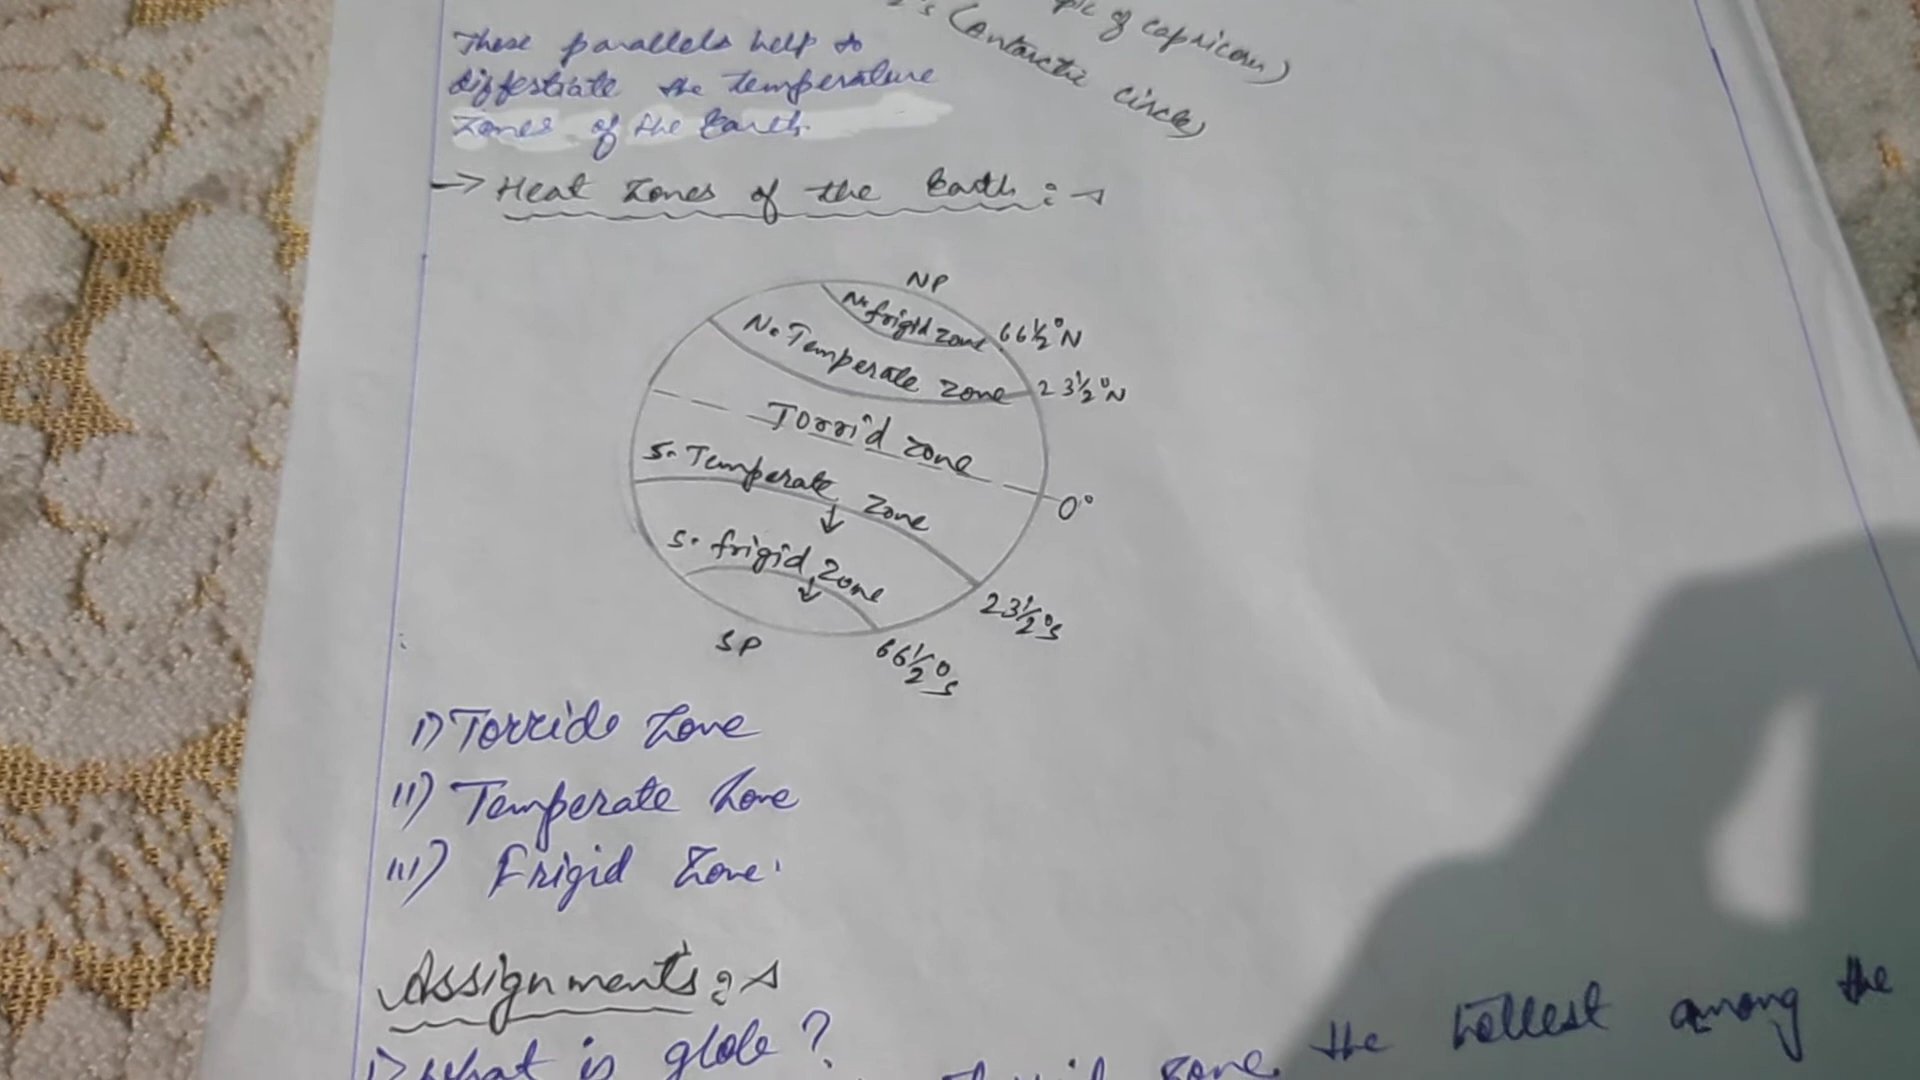 of capricorn)
(Antarctic circle)
These parallels help to
diffestiate the temperature
Zones of the Earth.
→ Heat Zones of the Earth :→
NP
N. frigid zone 66½°N
N. Temperate zone 23½°N
Torrid zone
0°
S. Temperate zone
S. frigid zone
23½°S
66½°S
SP
i) Torride Zone
ii) Temperate Zone
iii) Frigid Zone.
Assignments :→
i) What is globe?
zone the hottest among the